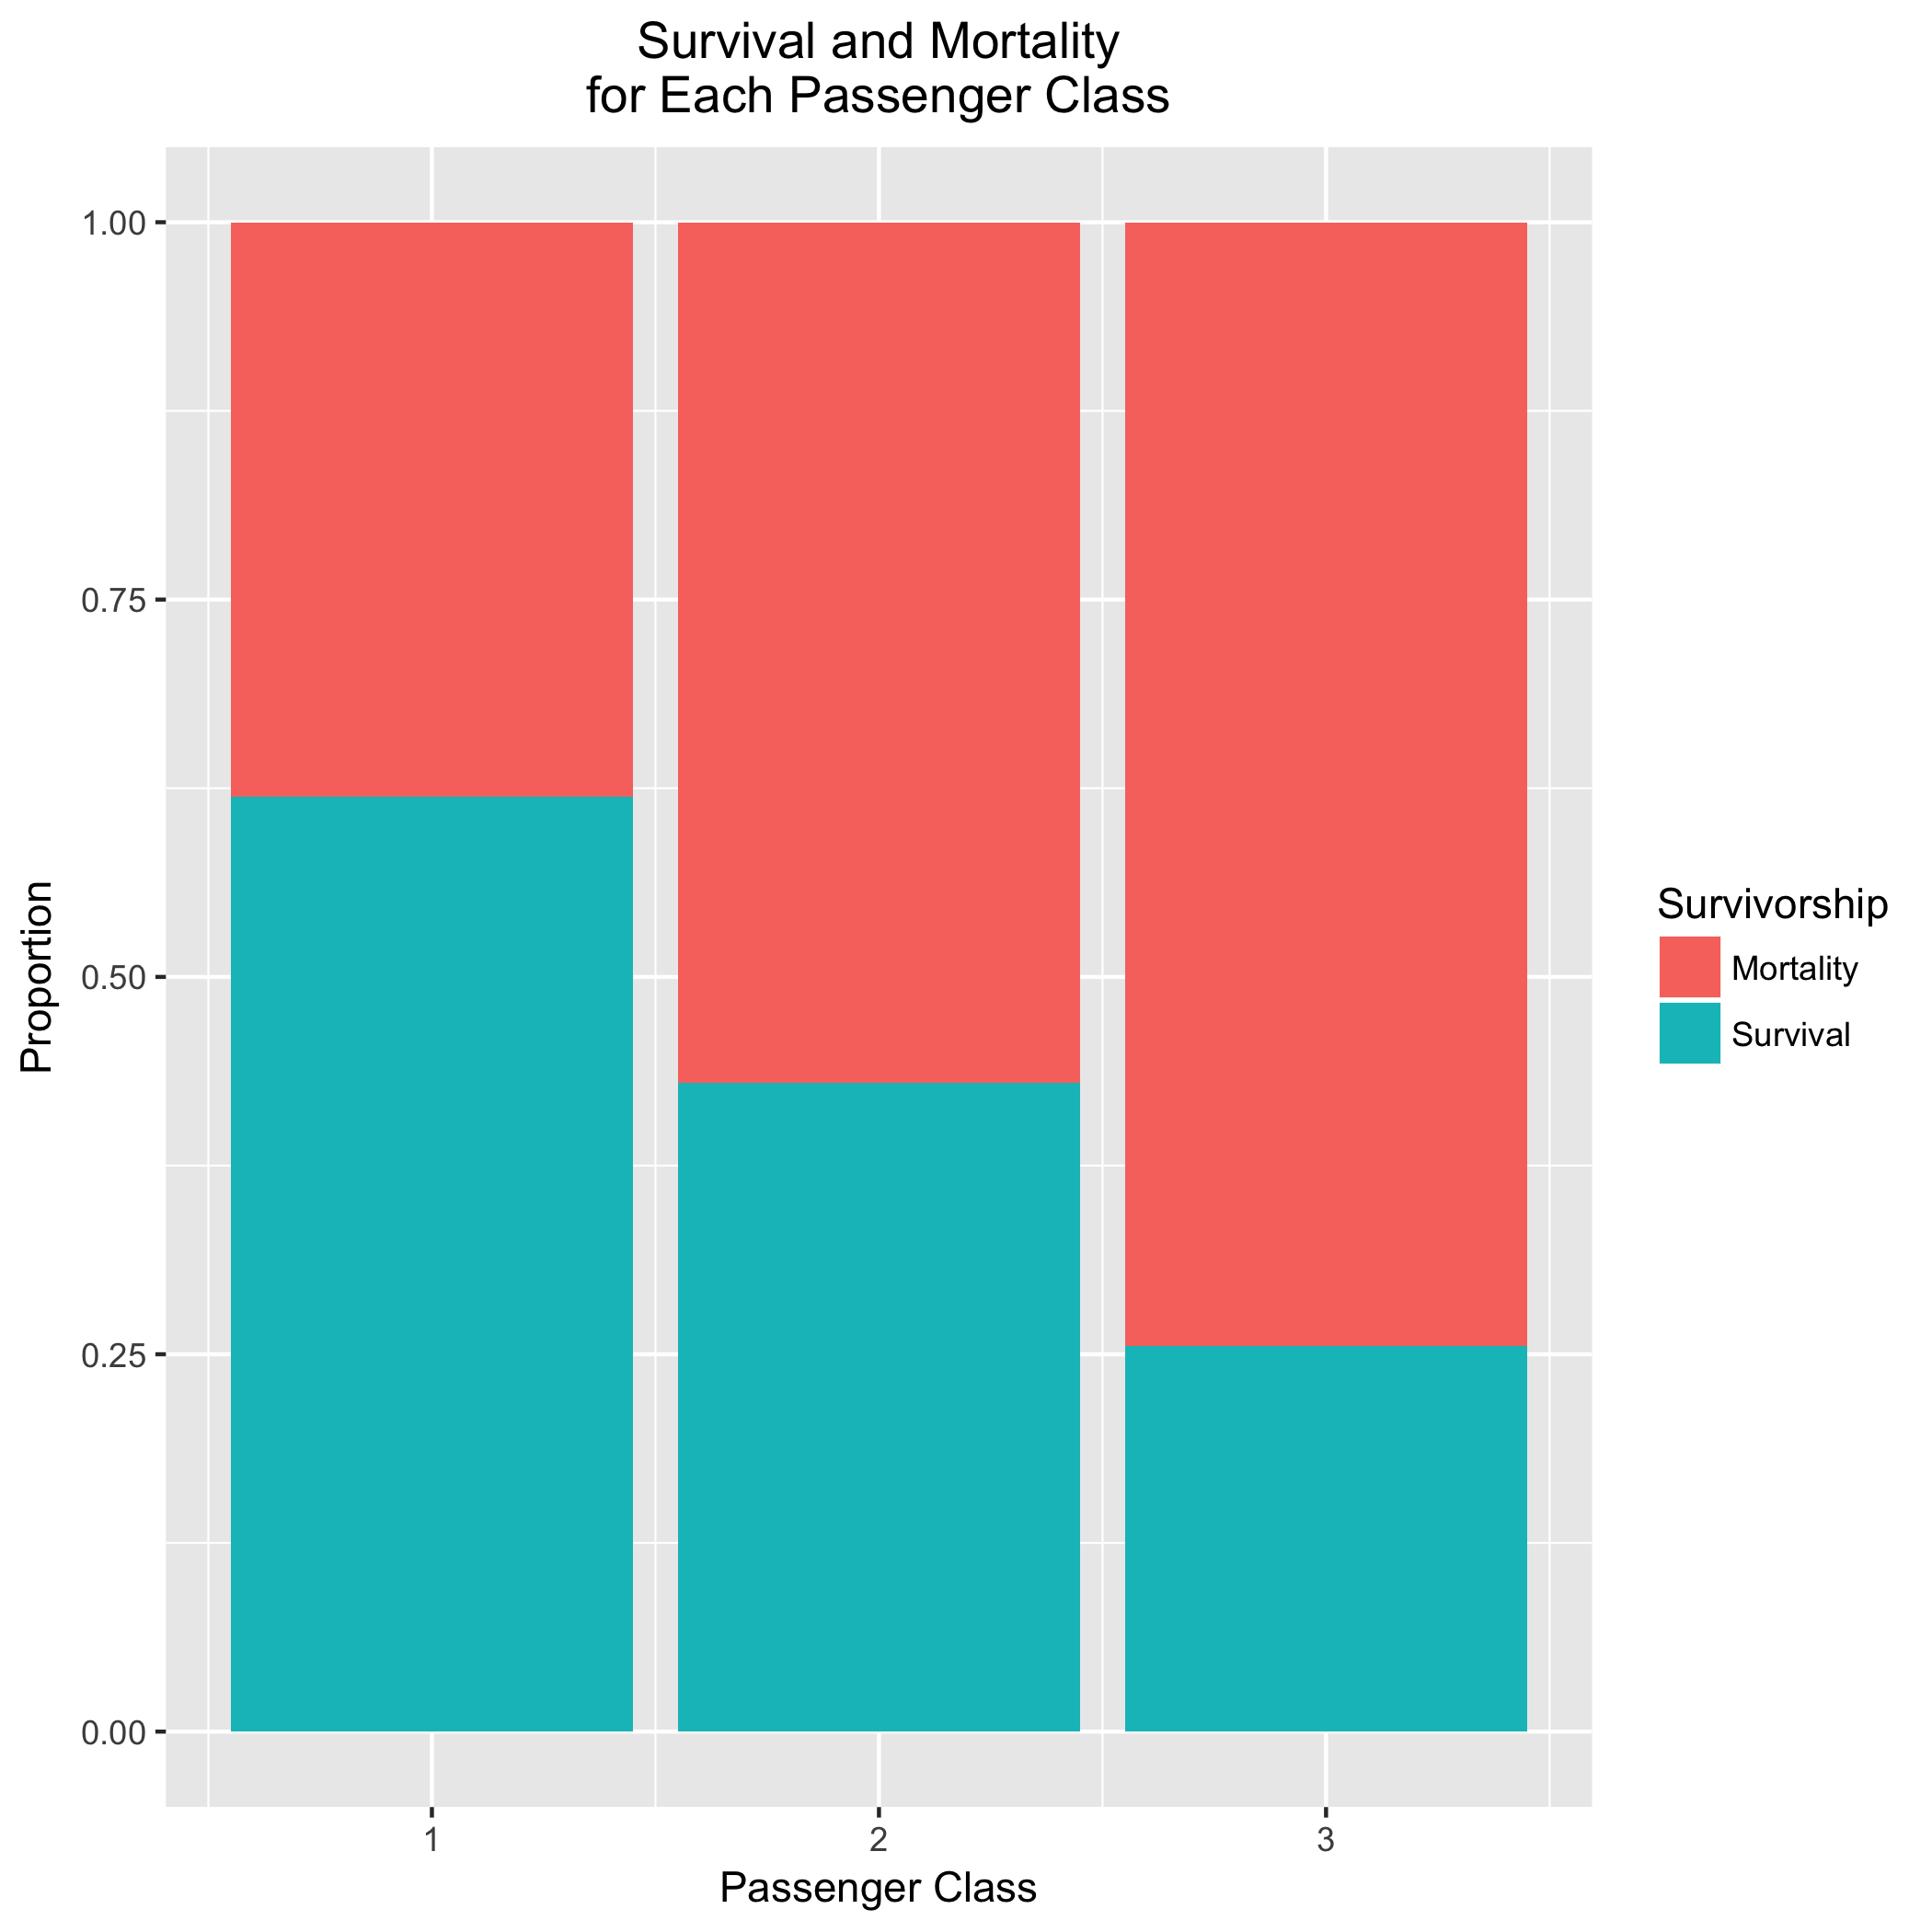 Survival and Mortality
for Each Passenger Class
1.00
0.75
0.50
0.25
0.00
Proportion
1
2
3
Passenger Class
Survivorship
Mortality
Survival